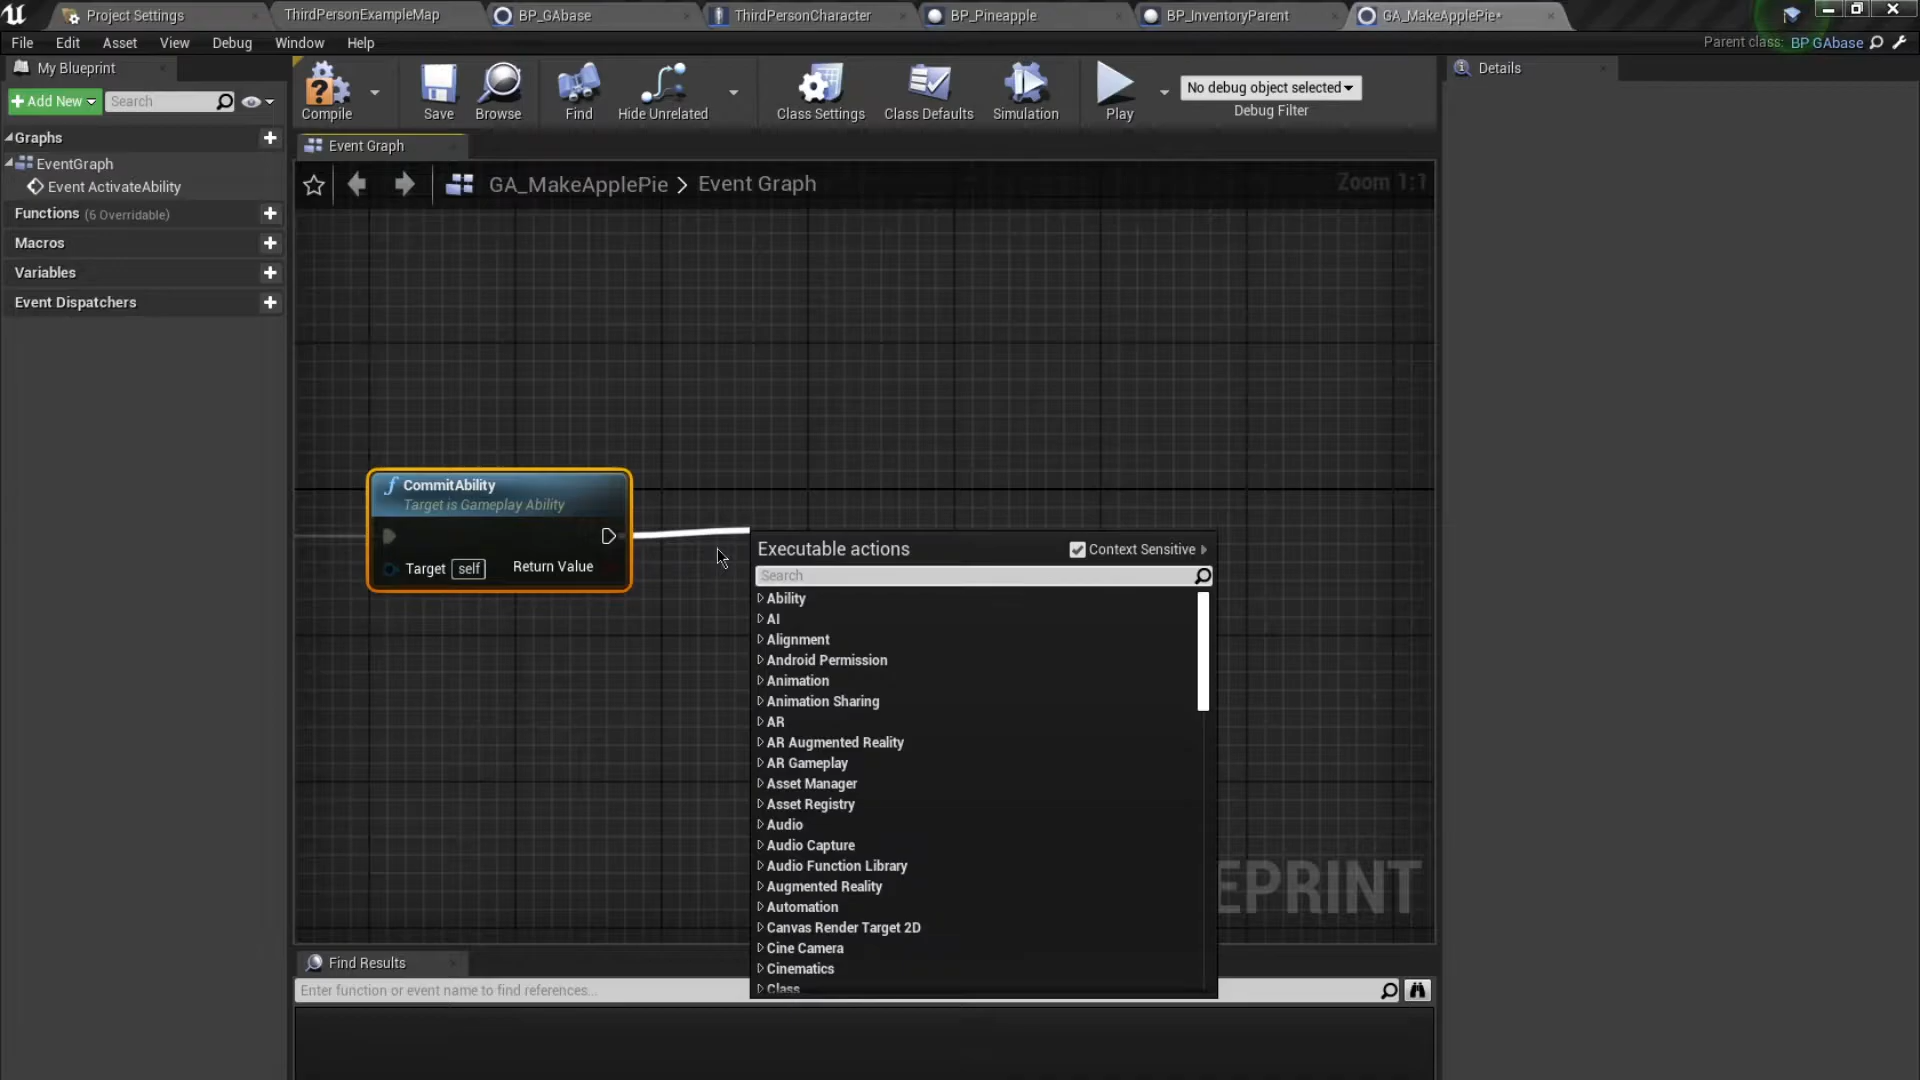 Project Settings
ThirdPersonExampleMap
BP_GAbase
ThirdPersonCharacter
BP_Pineapple
BP_InventoryParent
GA_MakeApplePie*
File
Edit
Asset
View
Debug
Window
Help
Parent class: BP GAbase
My Blueprint
Add New
Search
Graphs
EventGraph
Event ActivateAbility
Functions (6 Overridable)
Macros
Variables
Event Dispatchers
Compile
Save
Browse
Find
Hide Unrelated
Class Settings
Class Defaults
Simulation
Play
No debug object selected
Debug Filter
Event Graph
GA_MakeApplePie > Event Graph
Zoom 1:1
CommitAbility
Target is Gameplay Ability
Target self
Return Value
Executable actions
Context Sensitive
Search
Ability
AI
Alignment
Android Permission
Animation
Animation Sharing
AR
AR Augmented Reality
AR Gameplay
Asset Manager
Asset Registry
Audio
Audio Capture
Audio Function Library
Augmented Reality
Automation
Canvas Render Target 2D
Cine Camera
Cinematics
Class
EPRINT
Find Results
Enter function or event name to find references...
Details